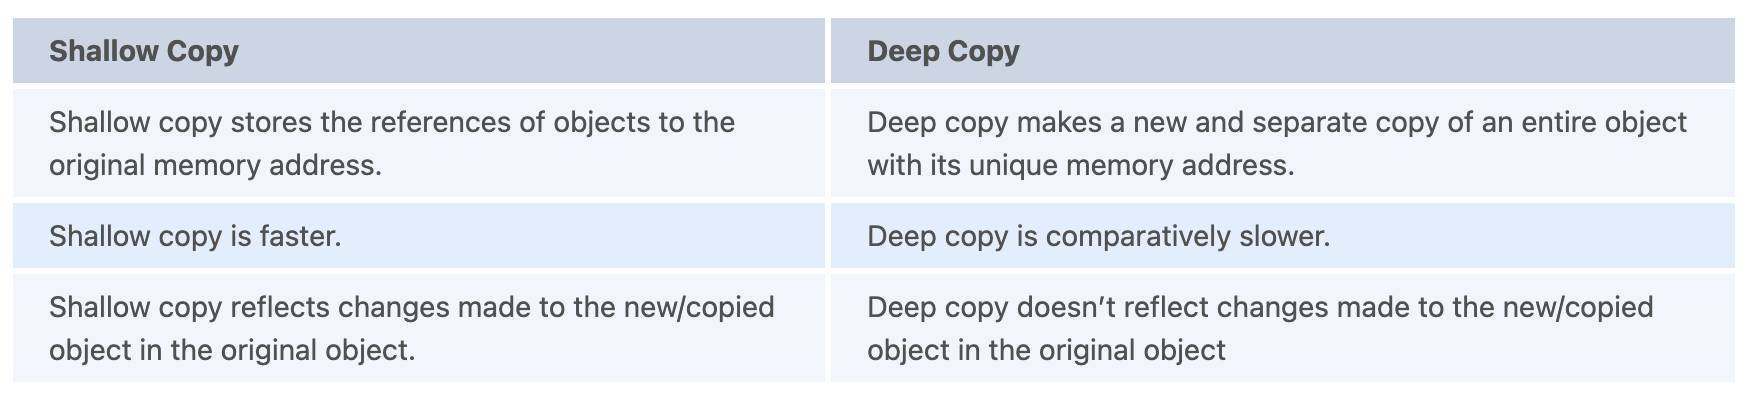 Shallow Copy
Deep Copy
Shallow copy stores the references of objects to the
original memory address.
Deep copy makes a new and separate copy of an entire object
with its unique memory address.
Shallow copy is faster.
Deep copy is comparatively slower.
Shallow copy reflects changes made to the new/copied
object in the original object.
Deep copy doesn’t reflect changes made to the new/copied
object in the original object